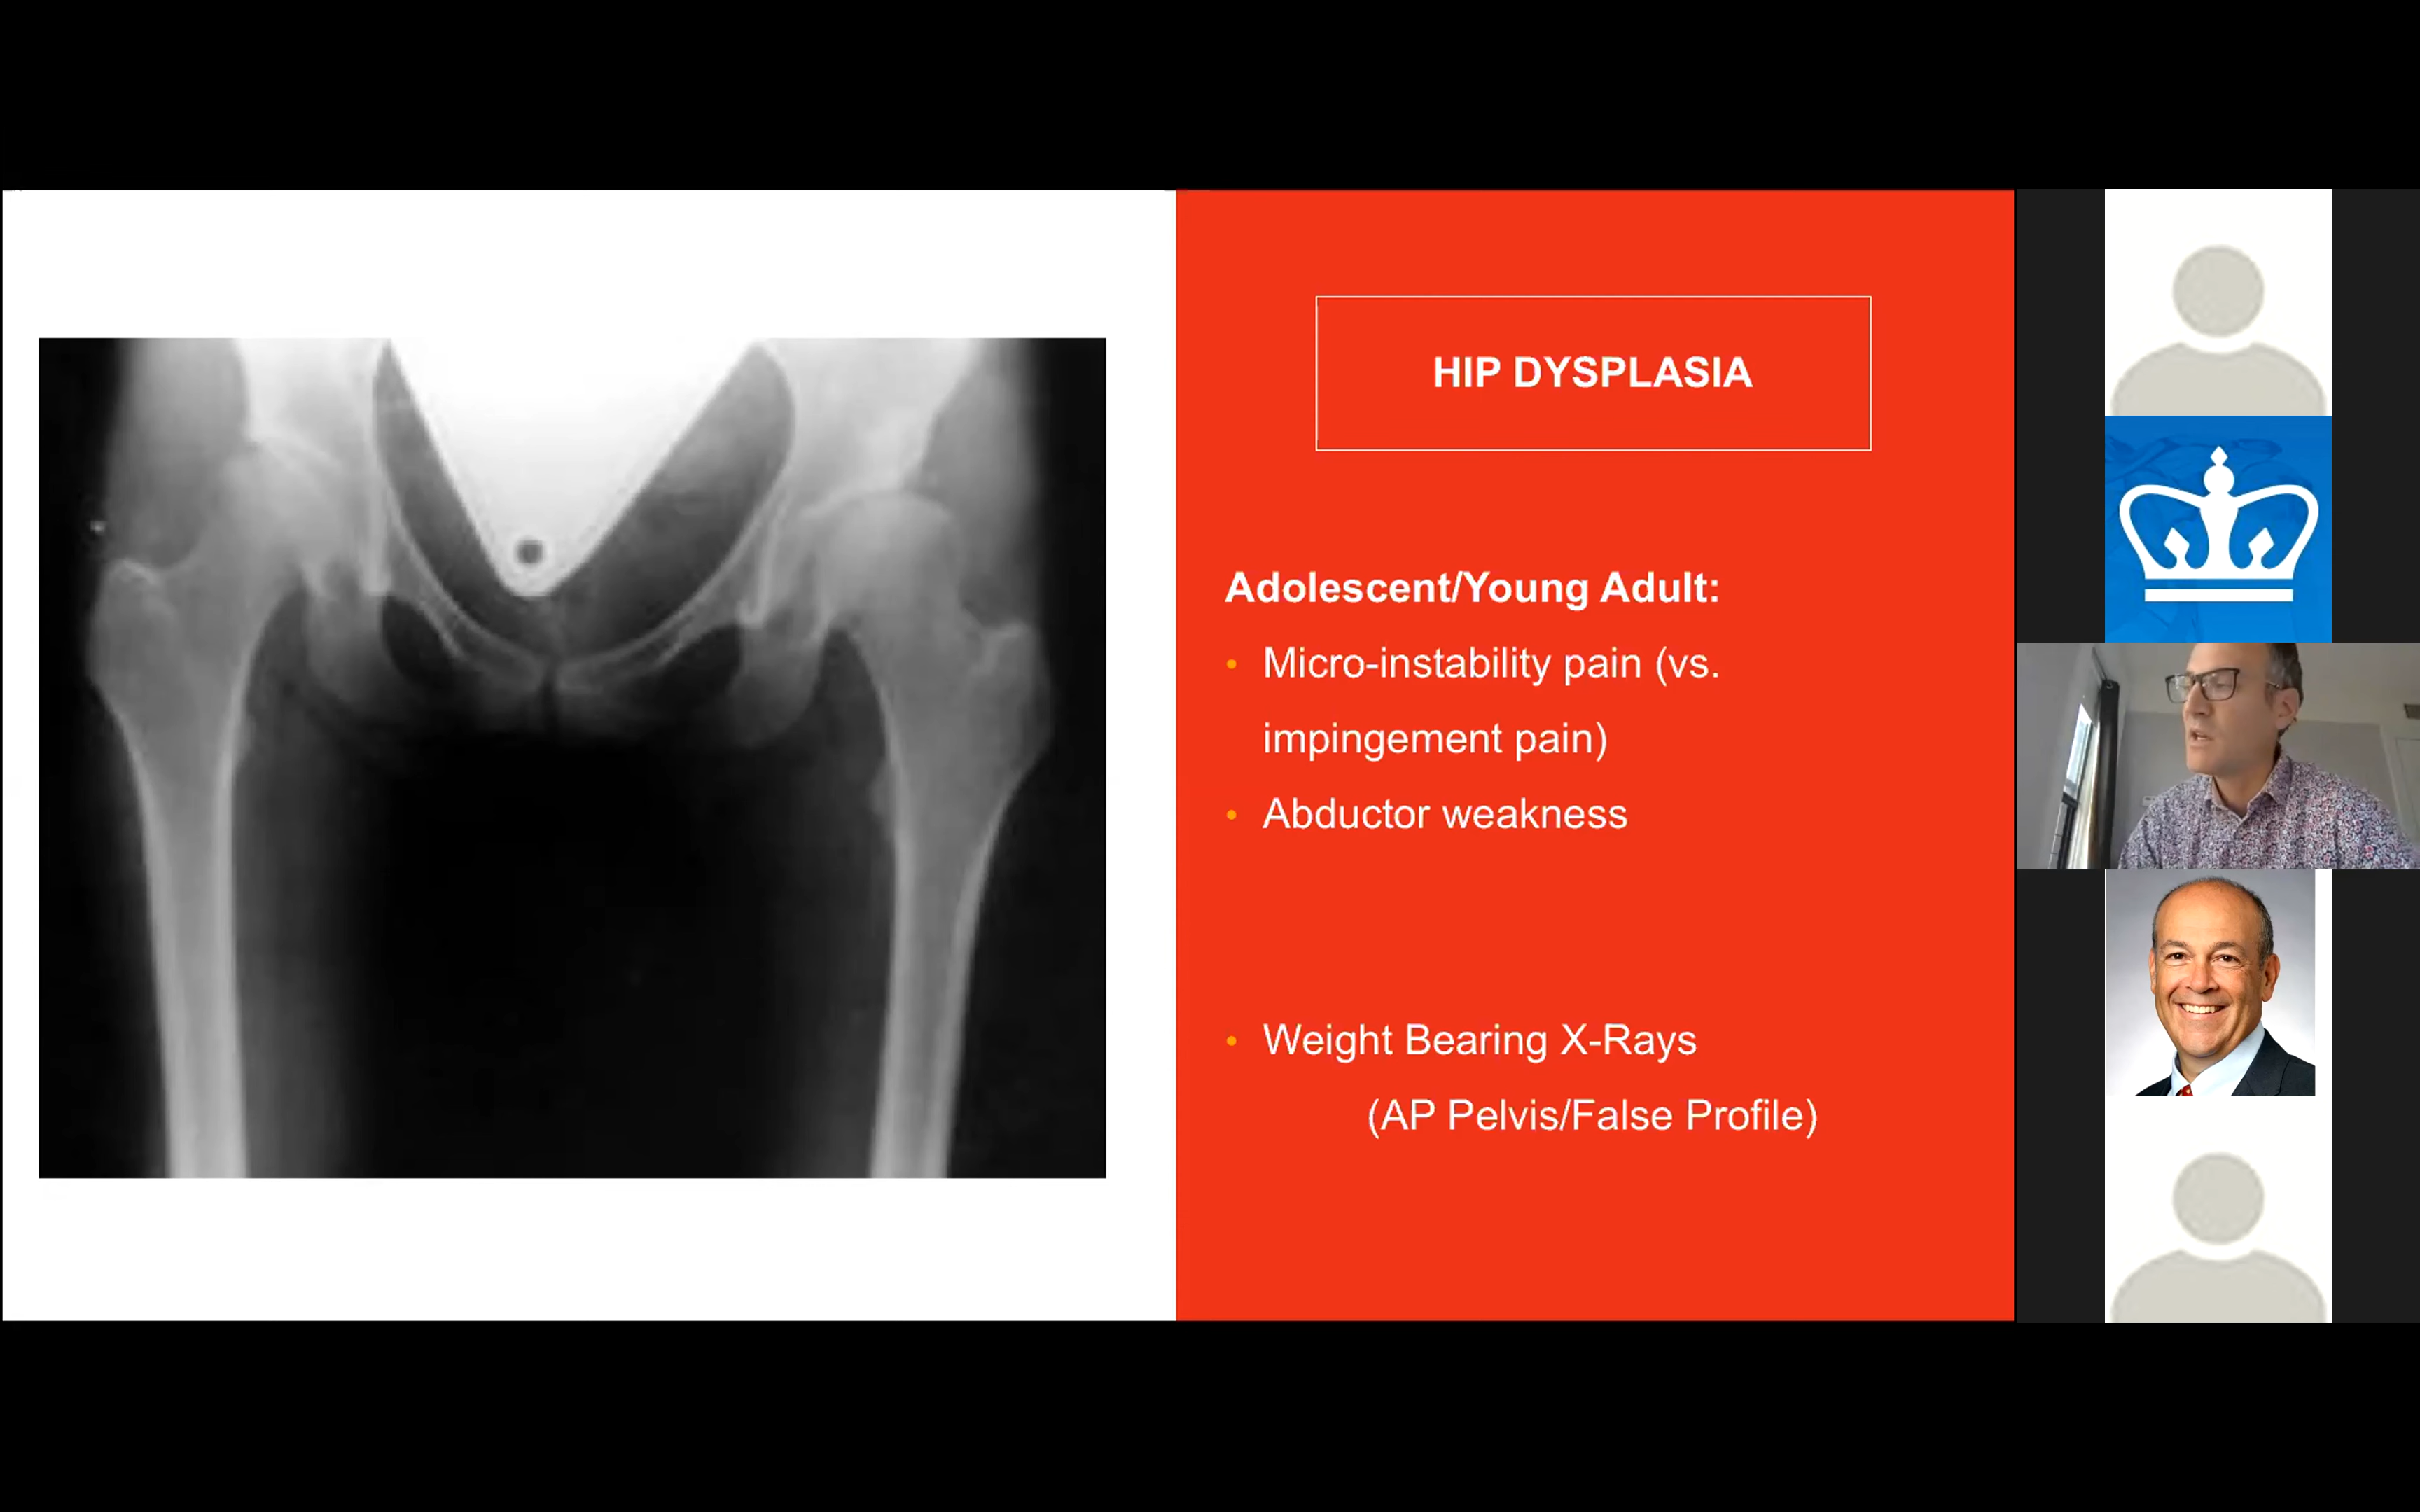 HIP DYSPLASIA
Adolescent/Young Adult:
• Micro-instability pain (vs.
impingement pain)
• Abductor weakness
• Weight Bearing X-Rays
(AP Pelvis/False Profile)